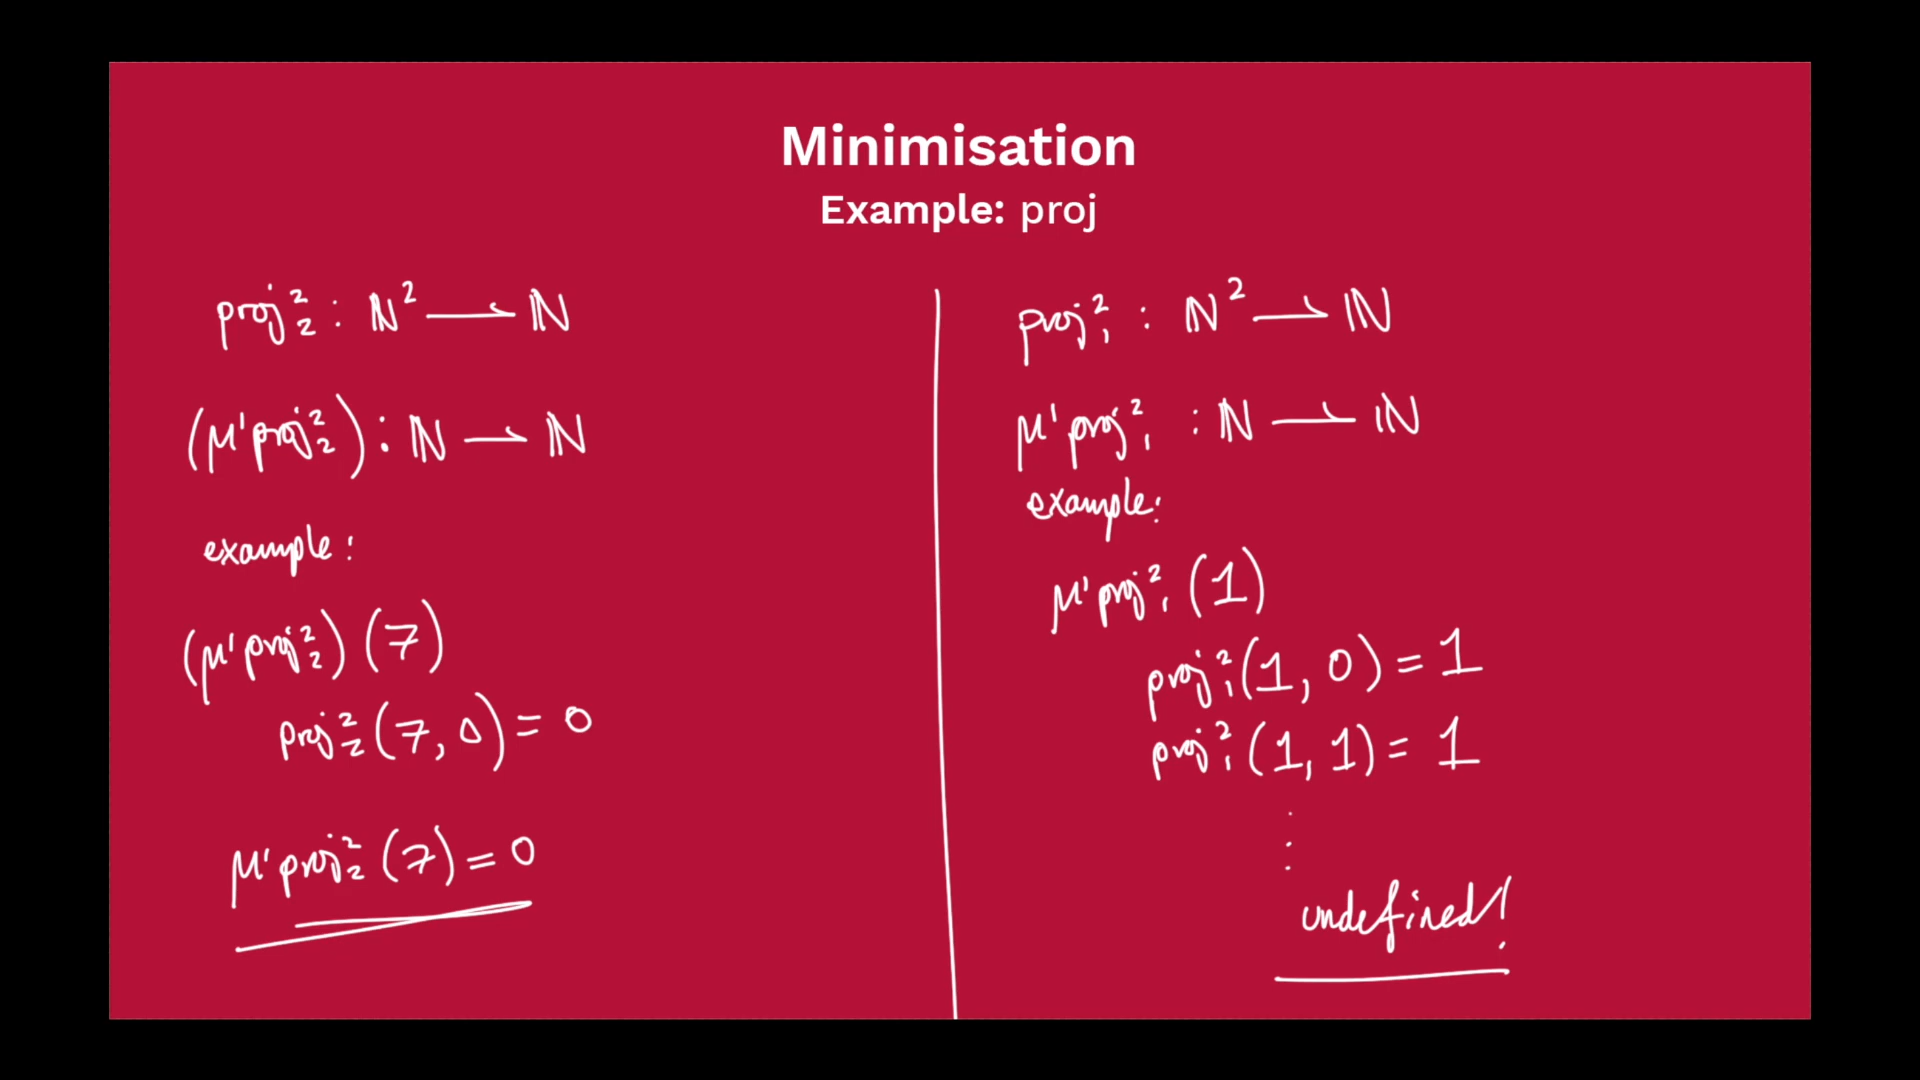 Minimisation
Example: proj
proj²₂ : ℕ² ⇀ ℕ
(μ'proj²₂) : ℕ ⇀ ℕ
example:
(μ'proj²₂)(7)
proj²₂(7,0) = 0
μ'proj²₂(7) = 0
proj²₁ : ℕ² ⇀ ℕ
μ'proj²₁ : ℕ ⇀ ℕ
example:
μ'proj²₁(1)
proj²₁(1,0) = 1
proj²₁(1,1) = 1
⋮
undefined!